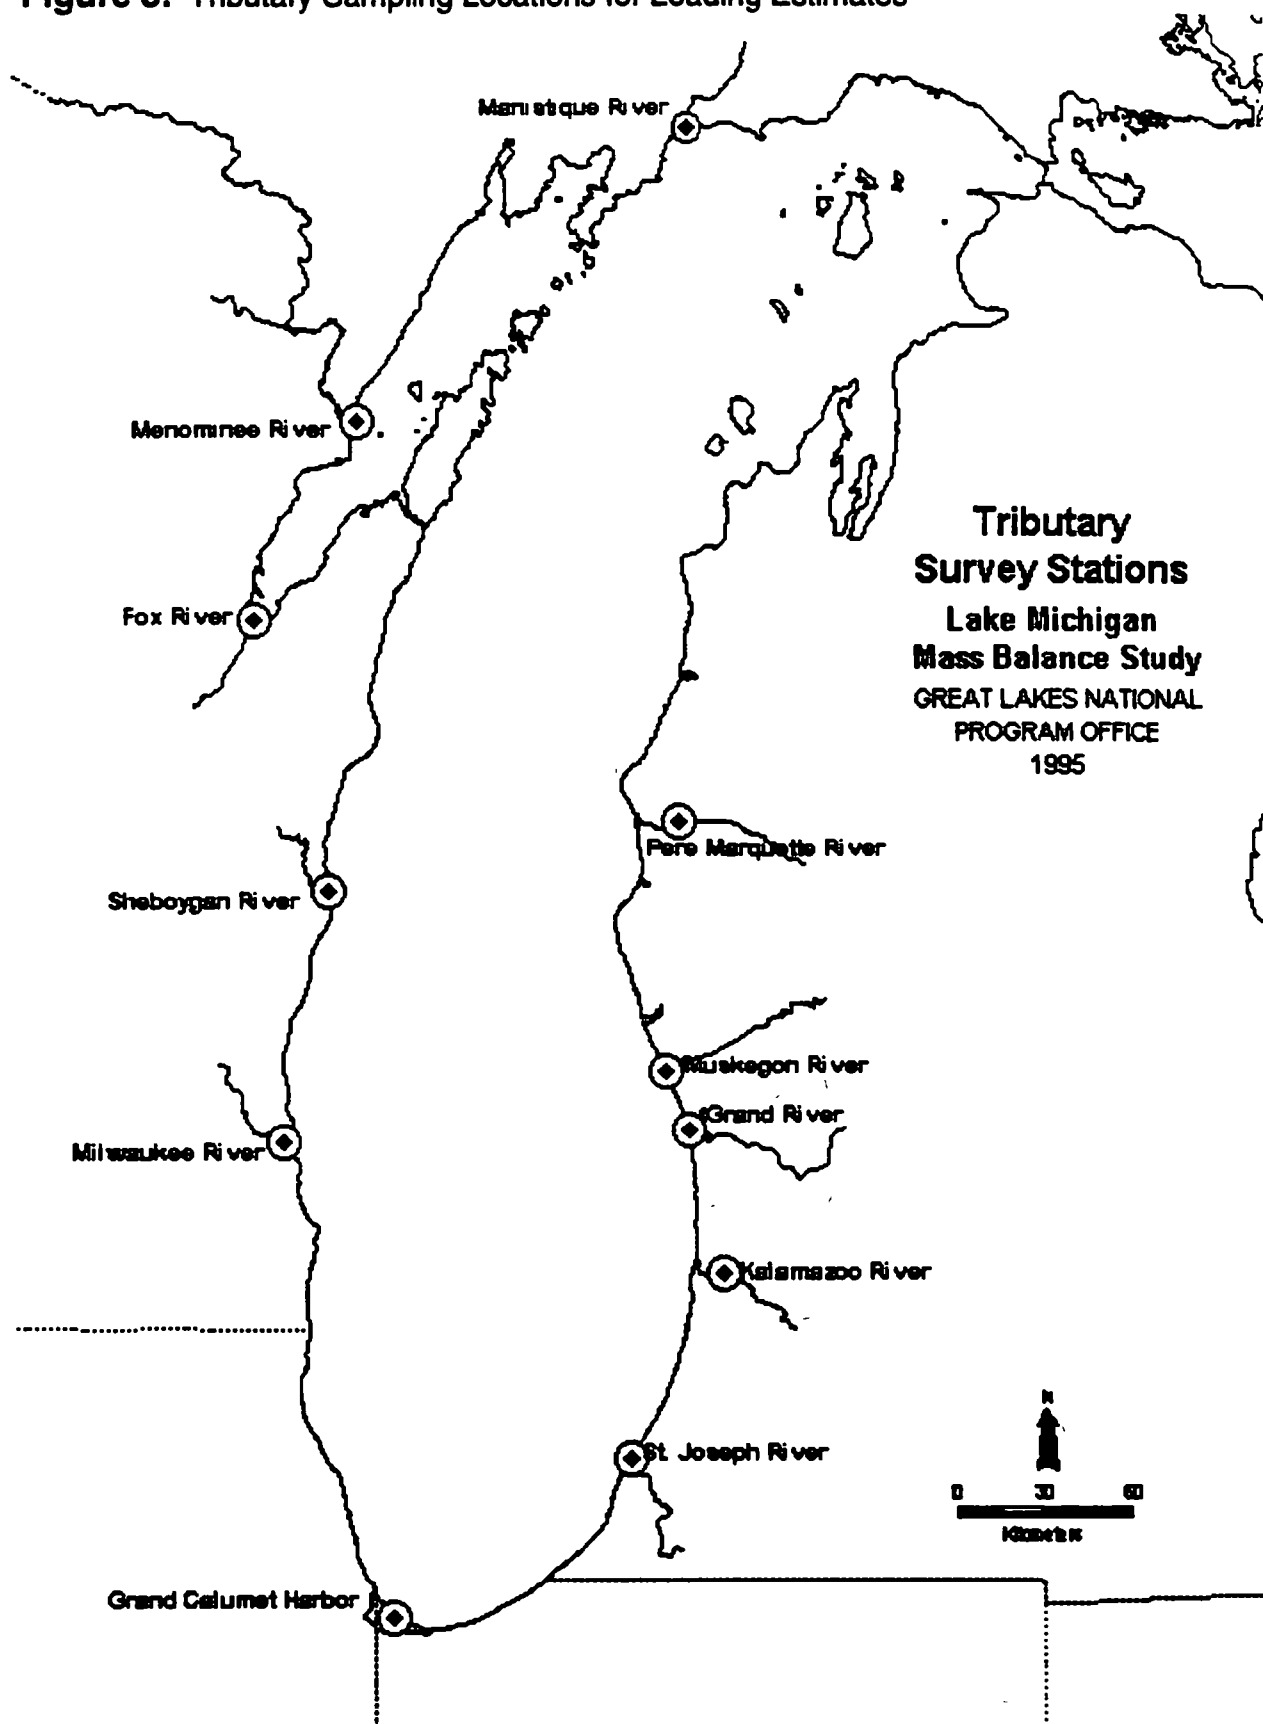 Figure 3. Tributary Sampling Locations for Loading Estimates
Manistique River
Menominee River
Tributary
Survey Stations
Lake Michigan
Mass Balance Study
GREAT LAKES NATIONAL
PROGRAM OFFICE
1995
Fox River
Pere Marquette River
Sheboygan River
Muskegon River
Grand River
Milwaukee River
Kalamazoo River
N
St. Joseph River
0 30 60
Kilometers
Grand Calumet Harbor